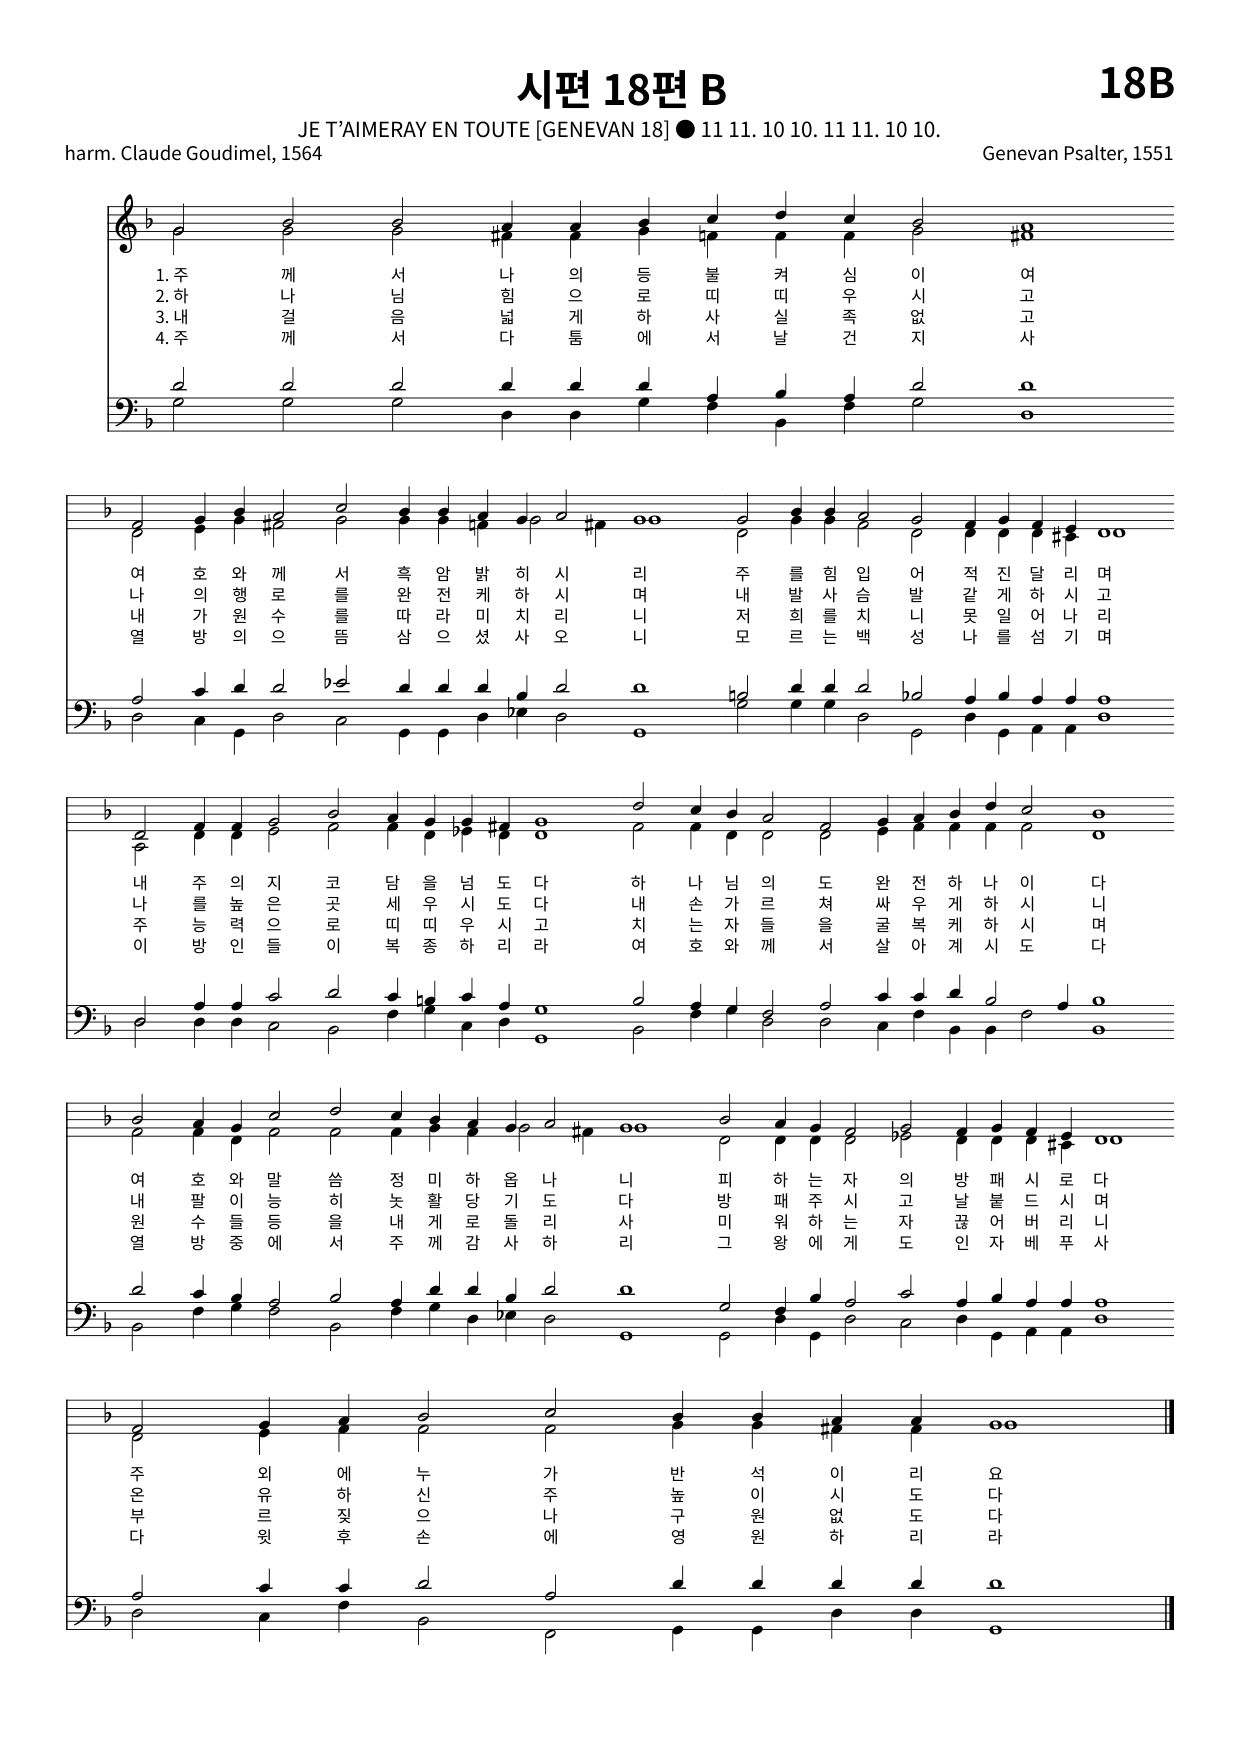 시편 18편 B
18B
JE T’AIMERAY EN TOUTE [GENEVAN 18] ● 11 11. 10 10. 11 11. 10 10.
harm. Claude Goudimel, 1564
Genevan Psalter, 1551
1. 주 께 서 나 의 등 불 켜 심 이 여
2. 하 나 님 힘 으 로 띠 띠 우 시 고
3. 내 걸 음 넓 게 하 사 실 족 없 고
4. 주 께 서 다 툼 에 서 날 건 지 사
여 호 와 께 서 흑 암 밝 히 시 리 주 를 힘 입 어 적 진 달 리 며
나 의 행 로 를 완 전 케 하 시 며 내 발 사 슴 발 같 게 하 시 고
내 가 원 수 를 따 라 미 치 리 니 저 희 를 치 니 못 일 어 나 리
열 방 의 으 뜸 삼 으 셨 사 오 니 모 르 는 백 성 나 를 섬 기 며
내 주 의 지 코 담 을 넘 도 다 하 나 님 의 도 완 전 하 나 이 다
나 를 높 은 곳 세 우 시 도 다 내 손 가 르 쳐 싸 우 게 하 시 니
주 능 력 으 로 띠 띠 우 시 고 치 는 자 들 을 굴 복 케 하 시 며
이 방 인 들 이 복 종 하 리 라 여 호 와 께 서 살 아 계 시 도 다
여 호 와 말 씀 정 미 하 옵 나 니 피 하 는 자 의 방 패 시 로 다
내 팔 이 능 히 놋 활 당 기 도 다 방 패 주 시 고 날 붙 드 시 며
원 수 들 등 을 내 게 로 돌 리 사 미 워 하 는 자 끊 어 버 리 니
열 방 중 에 서 주 께 감 사 하 리 그 왕 에 게 도 인 자 베 푸 사
주 외 에 누 가 반 석 이 리 요
온 유 하 신 주 높 이 시 도 다
부 르 짖 으 나 구 원 없 도 다
다 윗 후 손 에 영 원 하 리 라